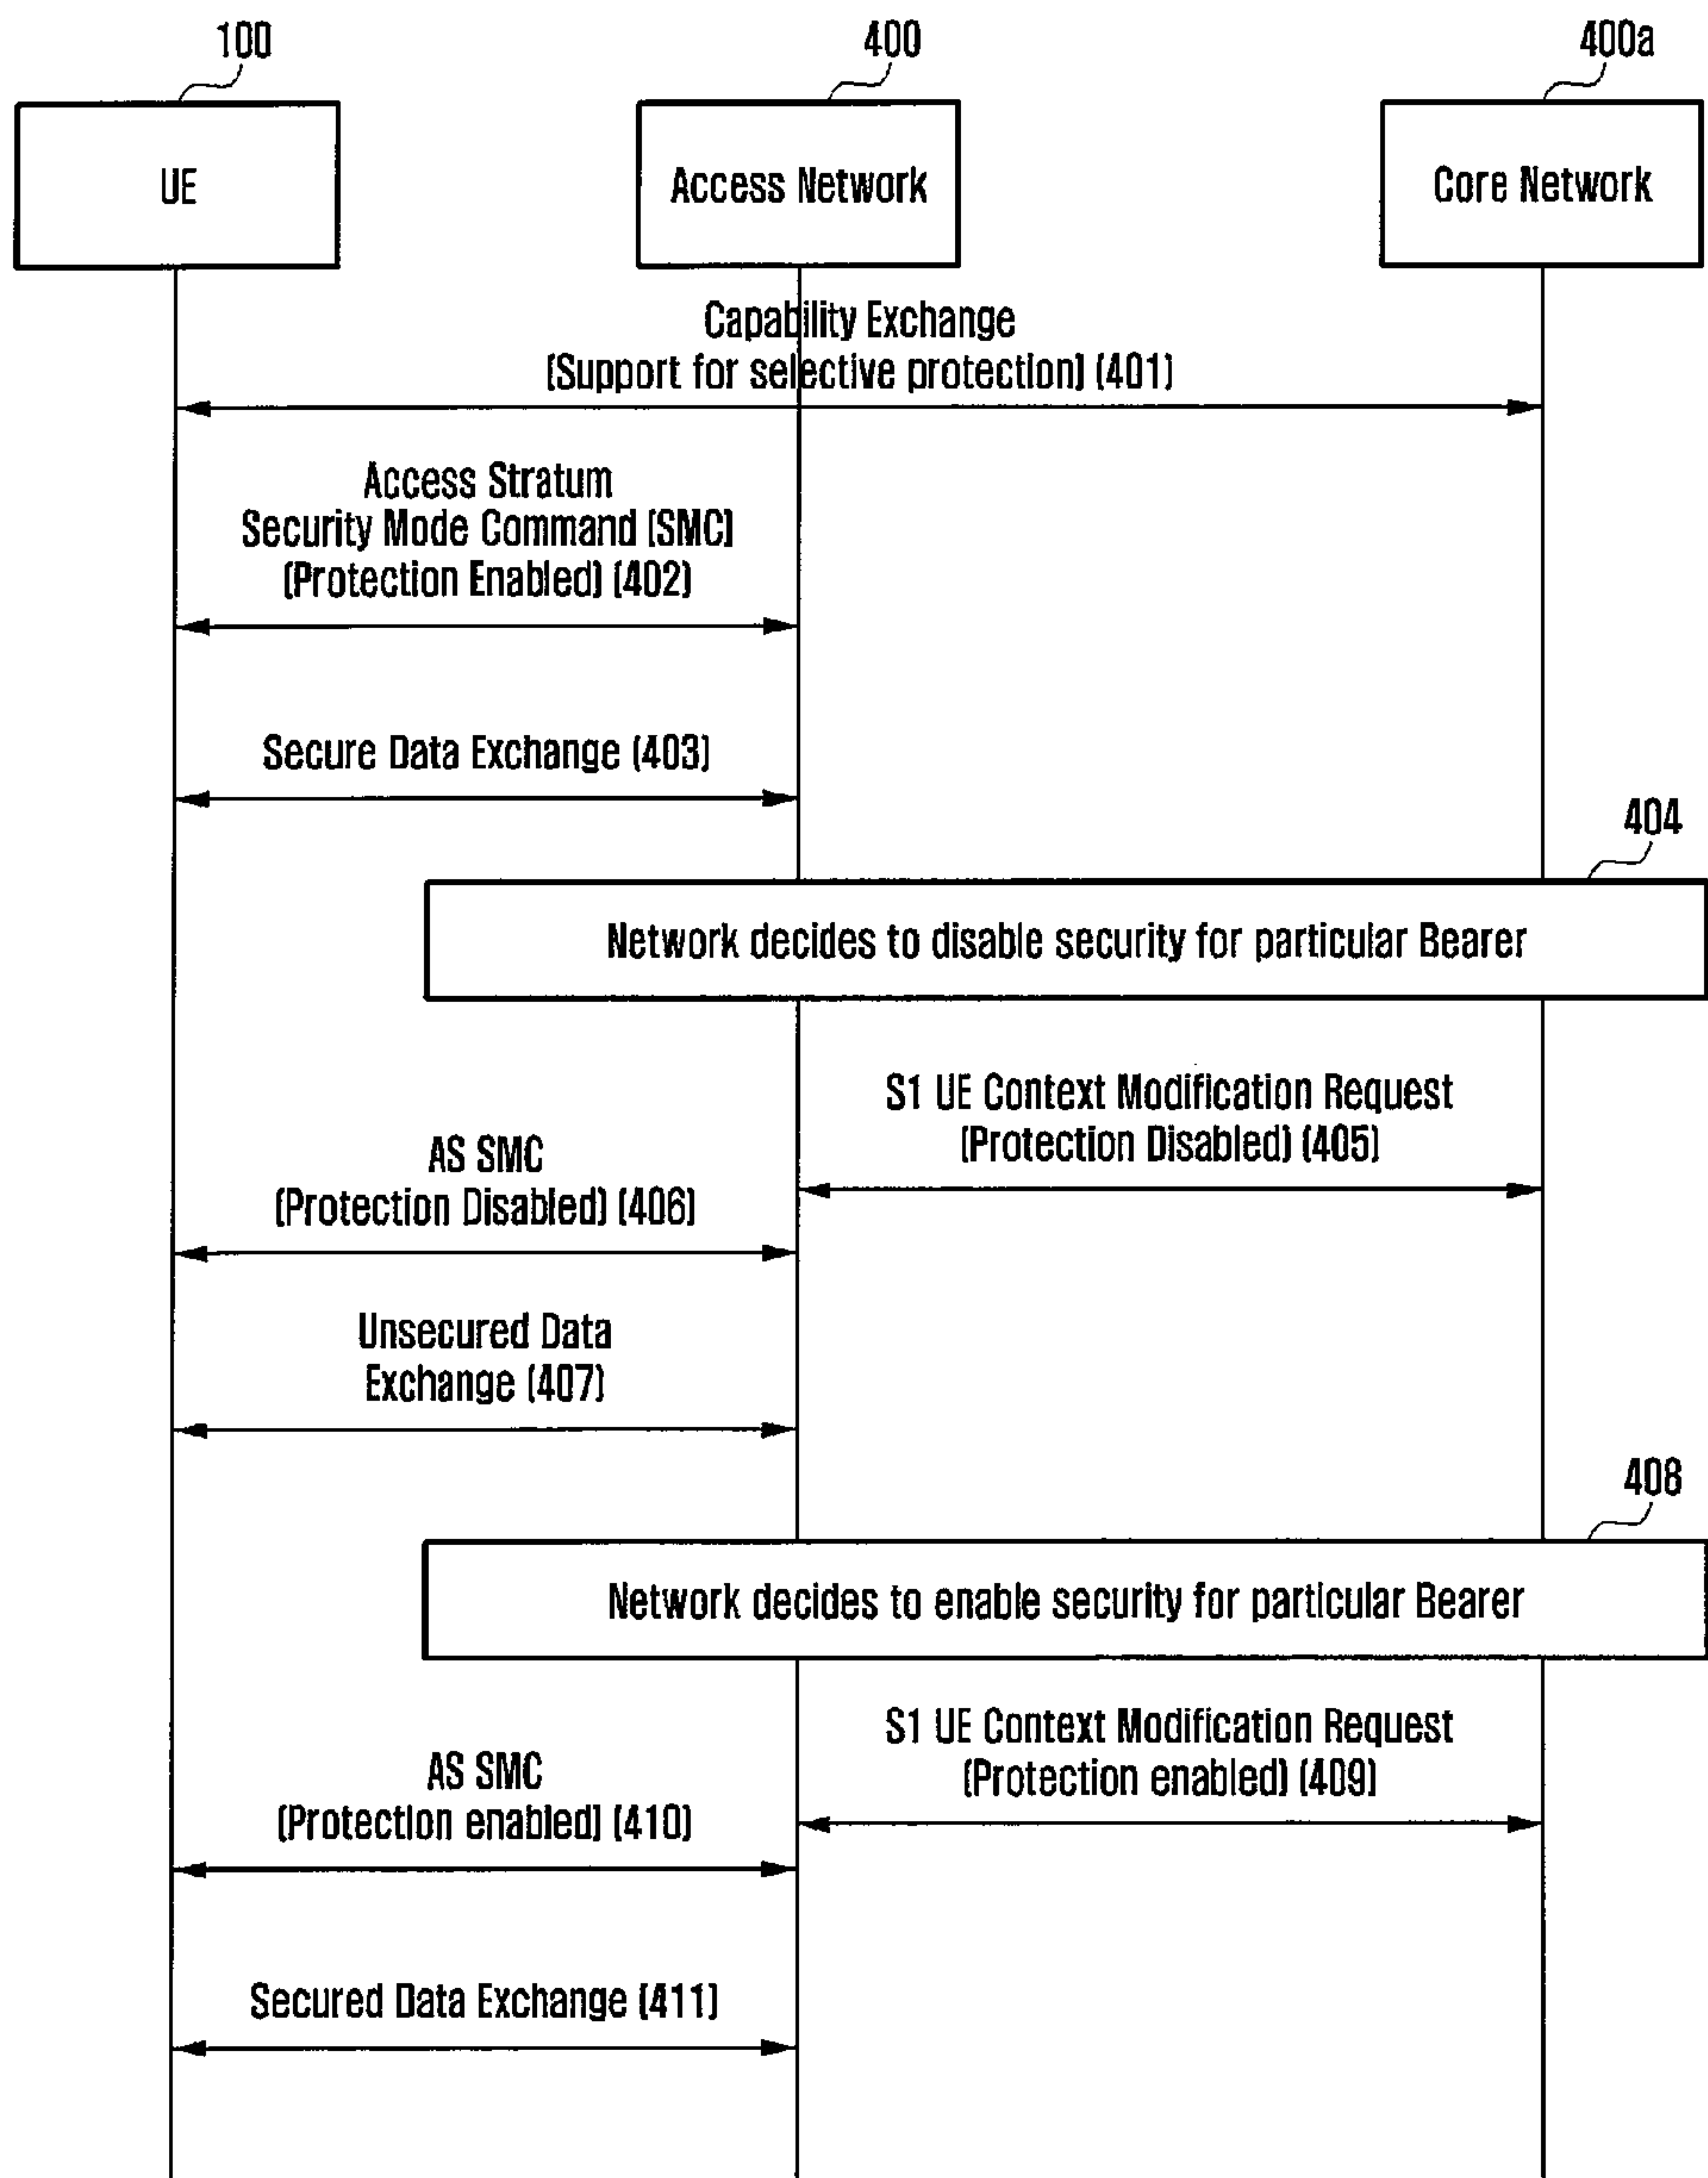 100
400
400a
UE
Access Network
Core Network
Capability Exchange
(Support for selective protection) (401)
Access Stratum
Security Mode Command (SMC)
(Protection Enabled) (402)
Secure Data Exchange (403)
404
Network decides to disable security for particular Bearer
S1 UE Context Modification Request
(Protection Disabled) (405)
AS SMC
(Protection Disabled) (406)
Unsecured Data
Exchange (407)
408
Network decides to enable security for particular Bearer
S1 UE Context Modification Request
(Protection enabled) (409)
AS SMC
(Protection enabled) (410)
Secured Data Exchange (411)